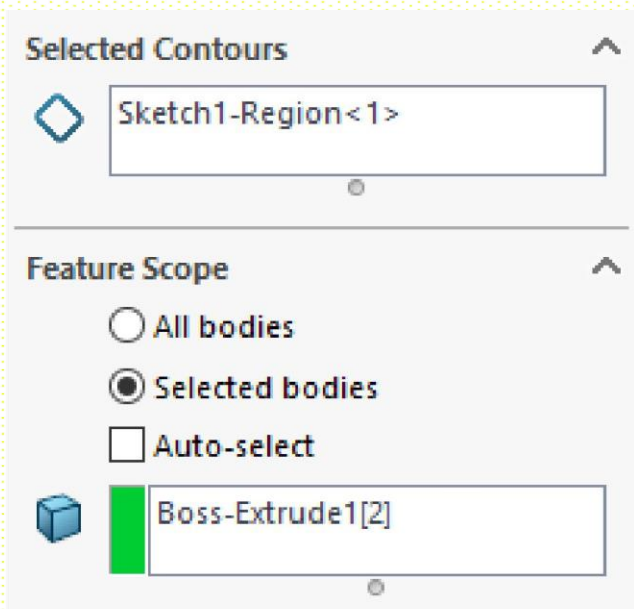 Selected Contours
Sketch1-Region<1>
Feature Scope
All bodies
Selected bodies
Auto-select
Boss-Extrude1[2]